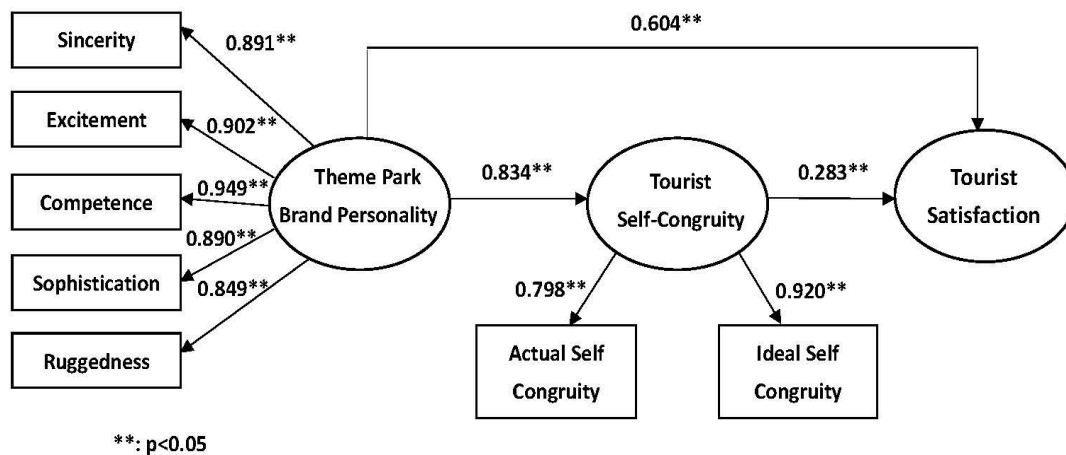 0.604**
Sincerity
0.891**
Excitement
0.902**
Theme Park
Brand Personality
0.834**
Tourist
Self-Congruity
0.283**
Tourist
Satisfaction
Competence
0.949**
0.890**
Sophistication
0.849**
0.798**
0.920**
Ruggedness
Actual Self
Congruity
Ideal Self
Congruity
**: p<0.05